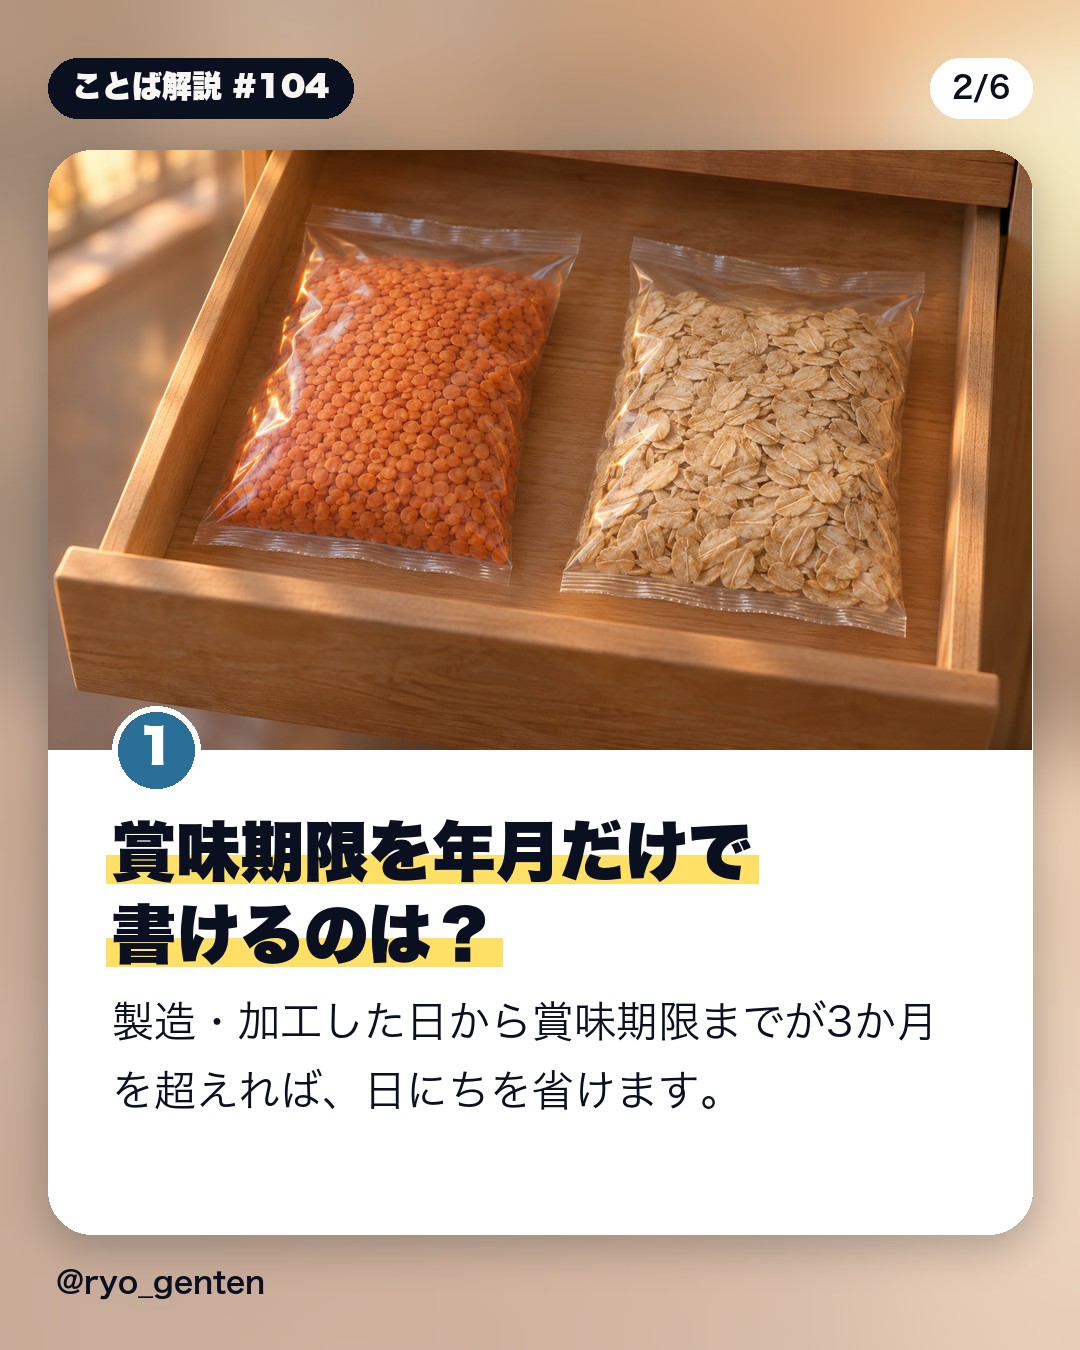 ことば解説 #104
2/6
1
賞味期限を年月だけで
書けるのは？
製造・加工した日から賞味期限までが3か月
を超えれば、日にちを省けます。
@ryo_genten